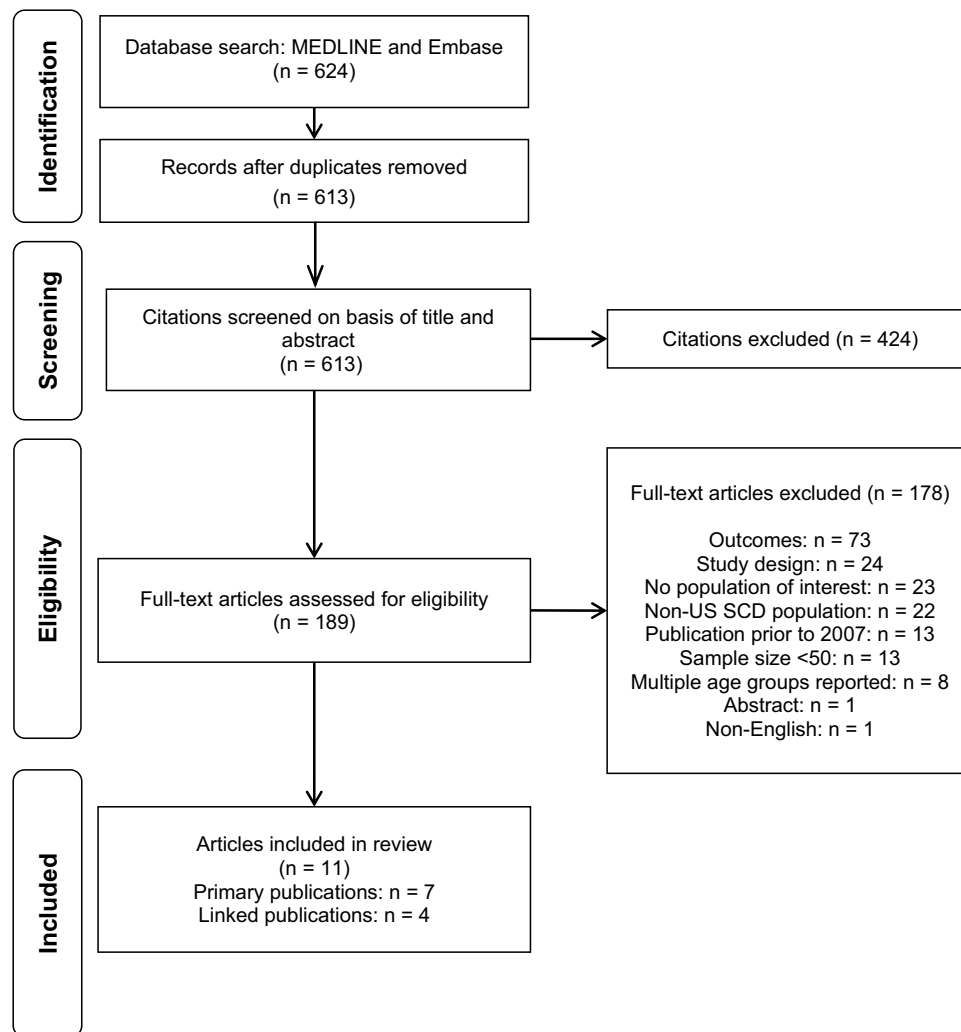 Identification
Database search: MEDLINE and Embase
(n = 624)
Records after duplicates removed
(n = 613)
Screening
Citations screened on basis of title and
abstract
(n = 613)
Citations excluded (n = 424)
Eligibility
Full-text articles assessed for eligibility
(n = 189)
Full-text articles excluded (n = 178)
Outcomes: n = 73
Study design: n = 24
No population of interest: n = 23
Non-US SCD population: n = 22
Publication prior to 2007: n = 13
Sample size <50: n = 13
Multiple age groups reported: n = 8
Abstract: n = 1
Non-English: n = 1
Included
Articles included in review
(n = 11)
Primary publications: n = 7
Linked publications: n = 4